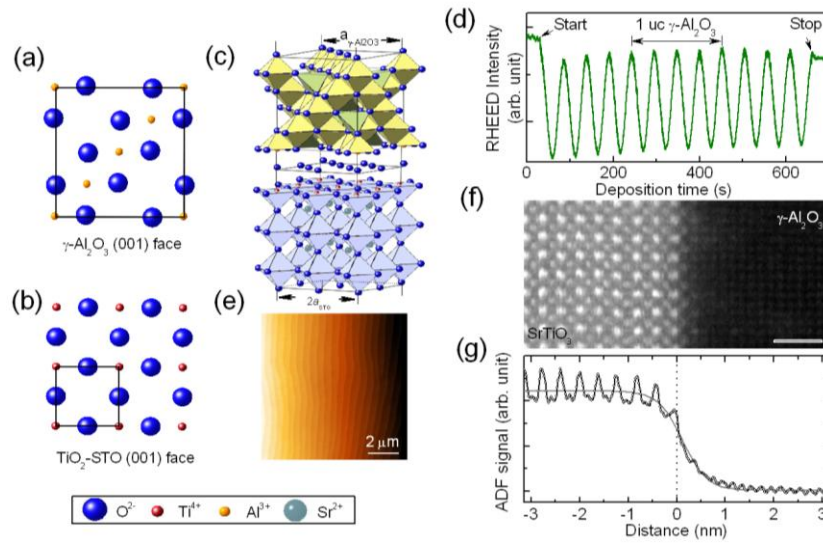 (a)
γ-Al₂O₃ (001) face
(b)
TiO₂-STO (001) face
O²⁻ Ti⁴⁺ Al³⁺ Sr²⁺
(c)
a γ-Al2O3
2a STO
(e)
2 μm
(d)
Start
1 uc γ-Al₂O₃
Stop
RHEED Intensity
(arb. unit)
0 200 400 600
Deposition time (s)
(f)
γ-Al₂O₃
SrTiO₃
(g)
ADF signal (arb. unit)
-3 -2 -1 0 1 2 3
Distance (nm)